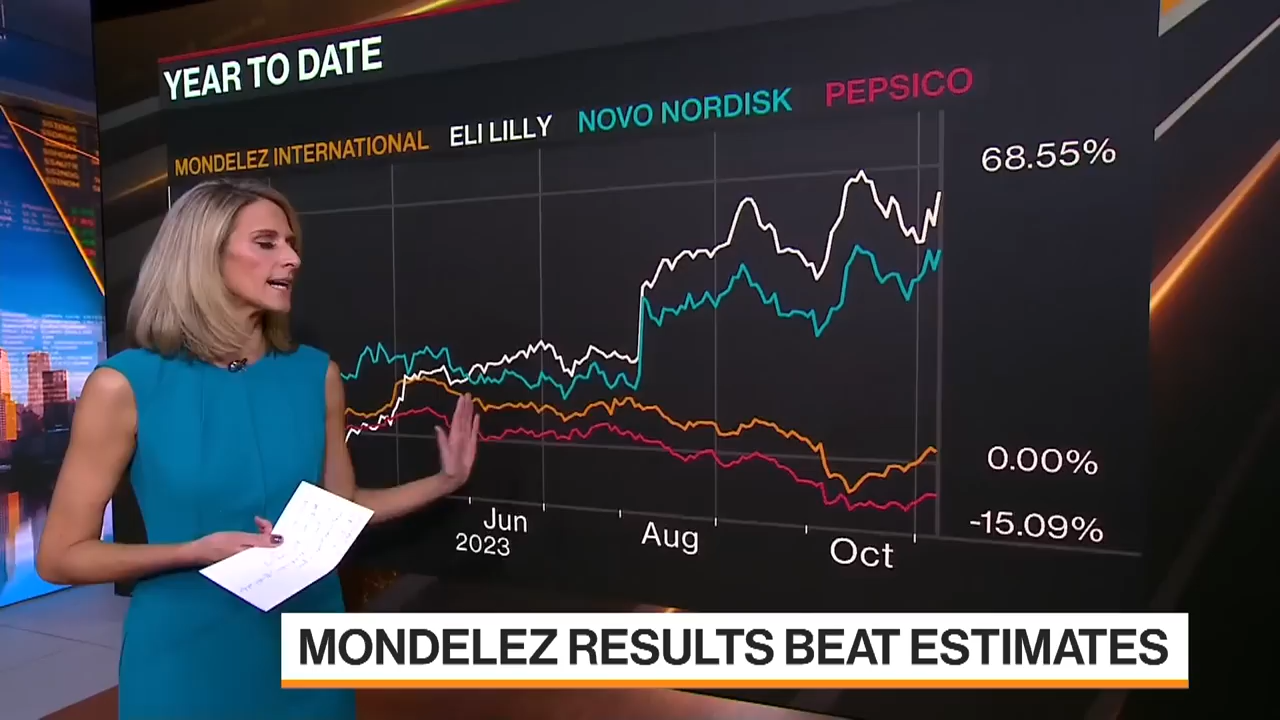 YEAR TO DATE
MONDELEZ INTERNATIONAL ELI LILLY NOVO NORDISK PEPSICO
68.55%
0.00%
-15.09%
Jun Aug Oct
2023
MONDELEZ RESULTS BEAT ESTIMATES